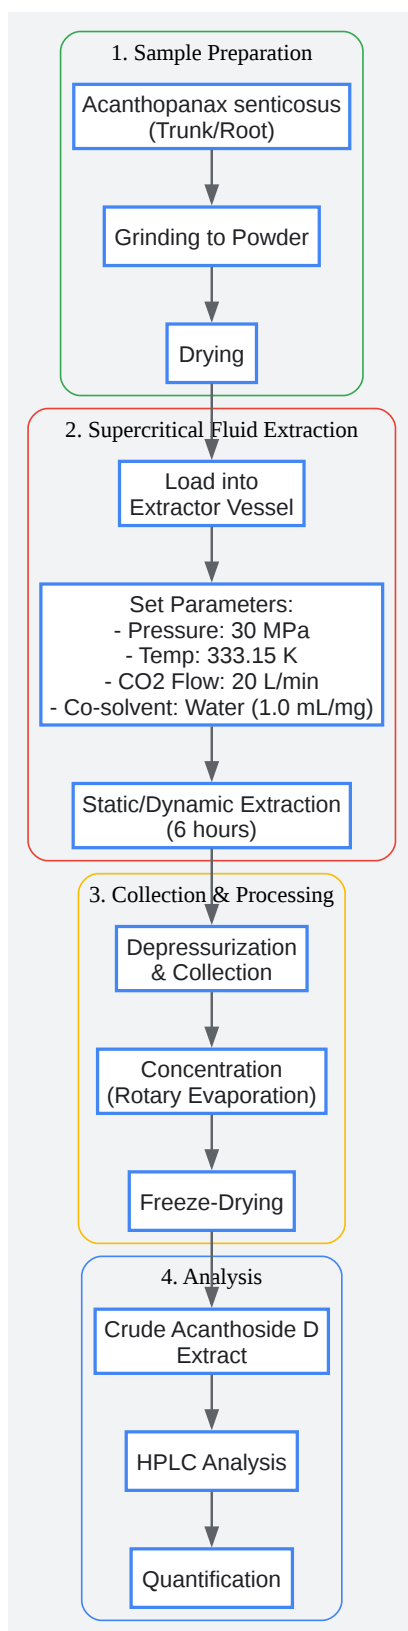 1. Sample Preparation
Acanthopanax senticosus
(Trunk/Root)
Grinding to Powder
Drying
2. Supercritical Fluid Extraction
Load into
Extractor Vessel
Set Parameters:
- Pressure: 30 MPa
- Temp: 333.15 K
- CO2 Flow: 20 L/min
- Co-solvent: Water (1.0 mL/mg)
Static/Dynamic Extraction
(6 hours)
3. Collection & Processing
Depressurization
& Collection
Concentration
(Rotary Evaporation)
Freeze-Drying
4. Analysis
Crude Acanthoside D
Extract
HPLC Analysis
Quantification